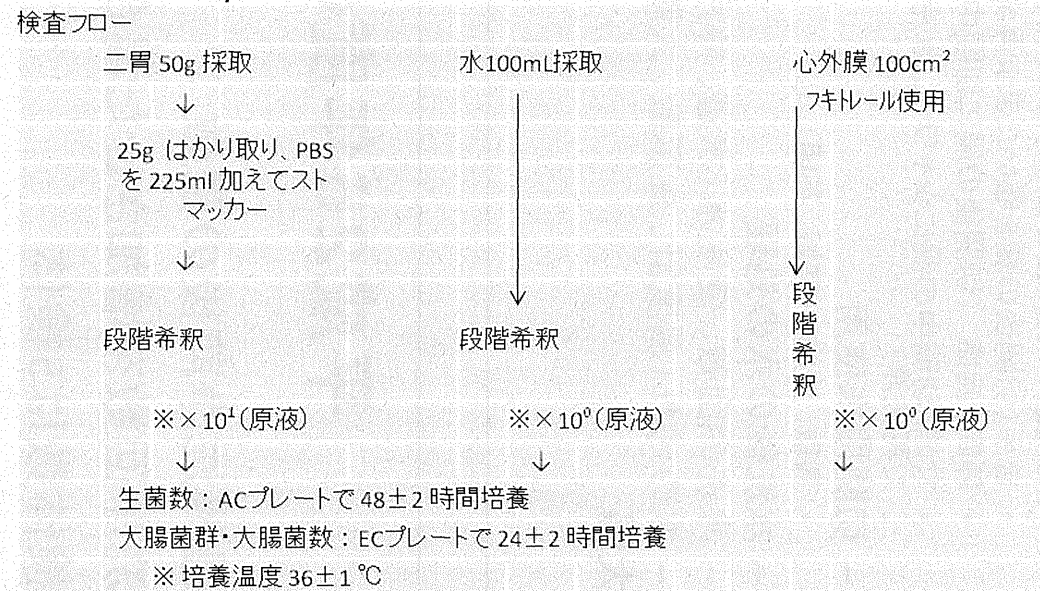 検査フロー
二胃 50g 採取
↓
25g はかり取り、PBS
を 225ml 加えてスト
マッカー
↓
段階希釈
※×10¹(原液)
↓
水100mL採取
↓
段階希釈
※×10⁰(原液)
↓
心外膜 100cm²
フキトレール使用
↓
段階希釈
※×10⁰(原液)
↓
生菌数：ACプレートで 48±2 時間培養
大腸菌群・大腸菌数：ECプレートで 24±2 時間培養
※ 培養温度 36±1 ℃